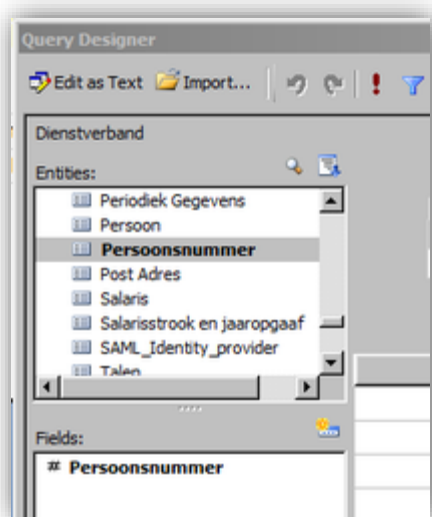 Query Designer
Edit as Text Import...
Dienstverband
Entities:
Periodiek Gegevens
Persoon
Persoonsnummer
Post Adres
Salaris
Salarisstrook en jaaropgaaf
SAML_Identity_provider
Talen
Fields:
# Persoonsnummer